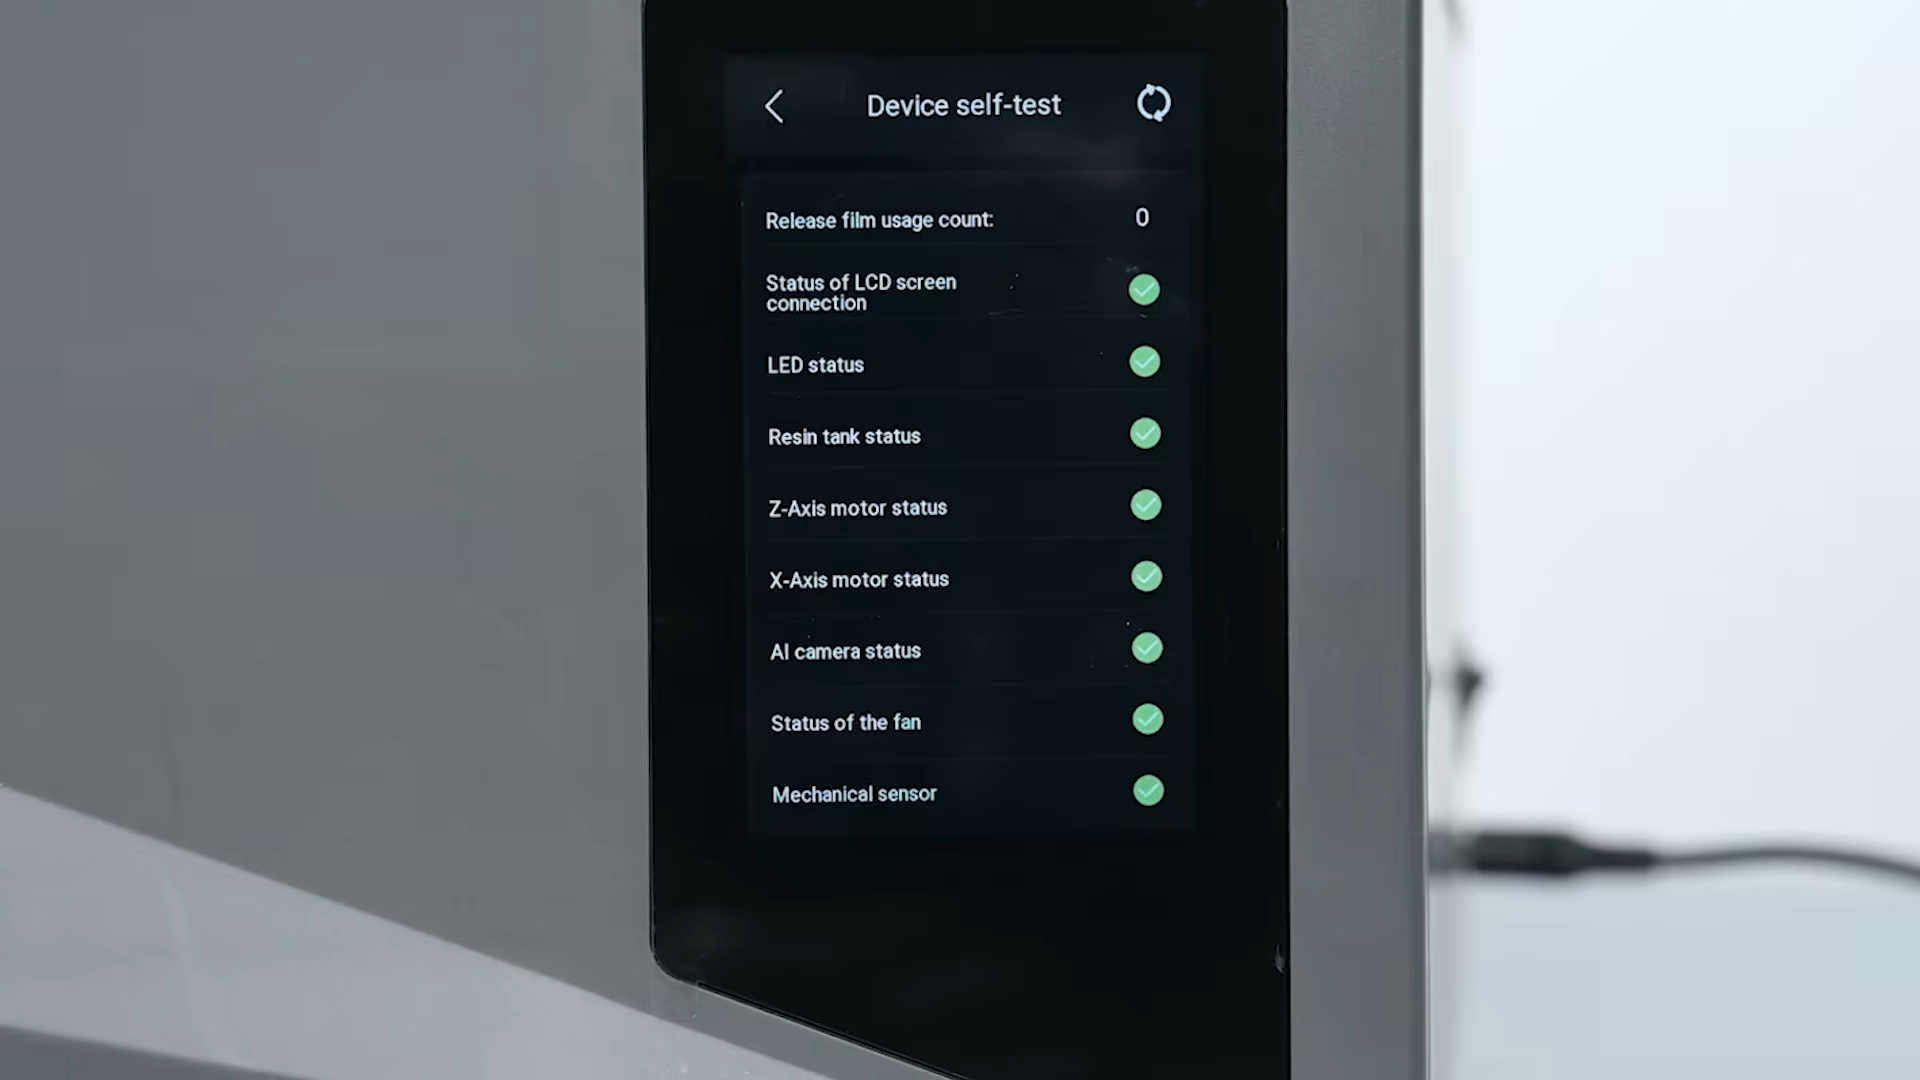 Device self-test
Release film usage count: 0
Status of LCD screen
connection
LED status
Resin tank status
Z-Axis motor status
X-Axis motor status
AI camera status
Status of the fan
Mechanical sensor